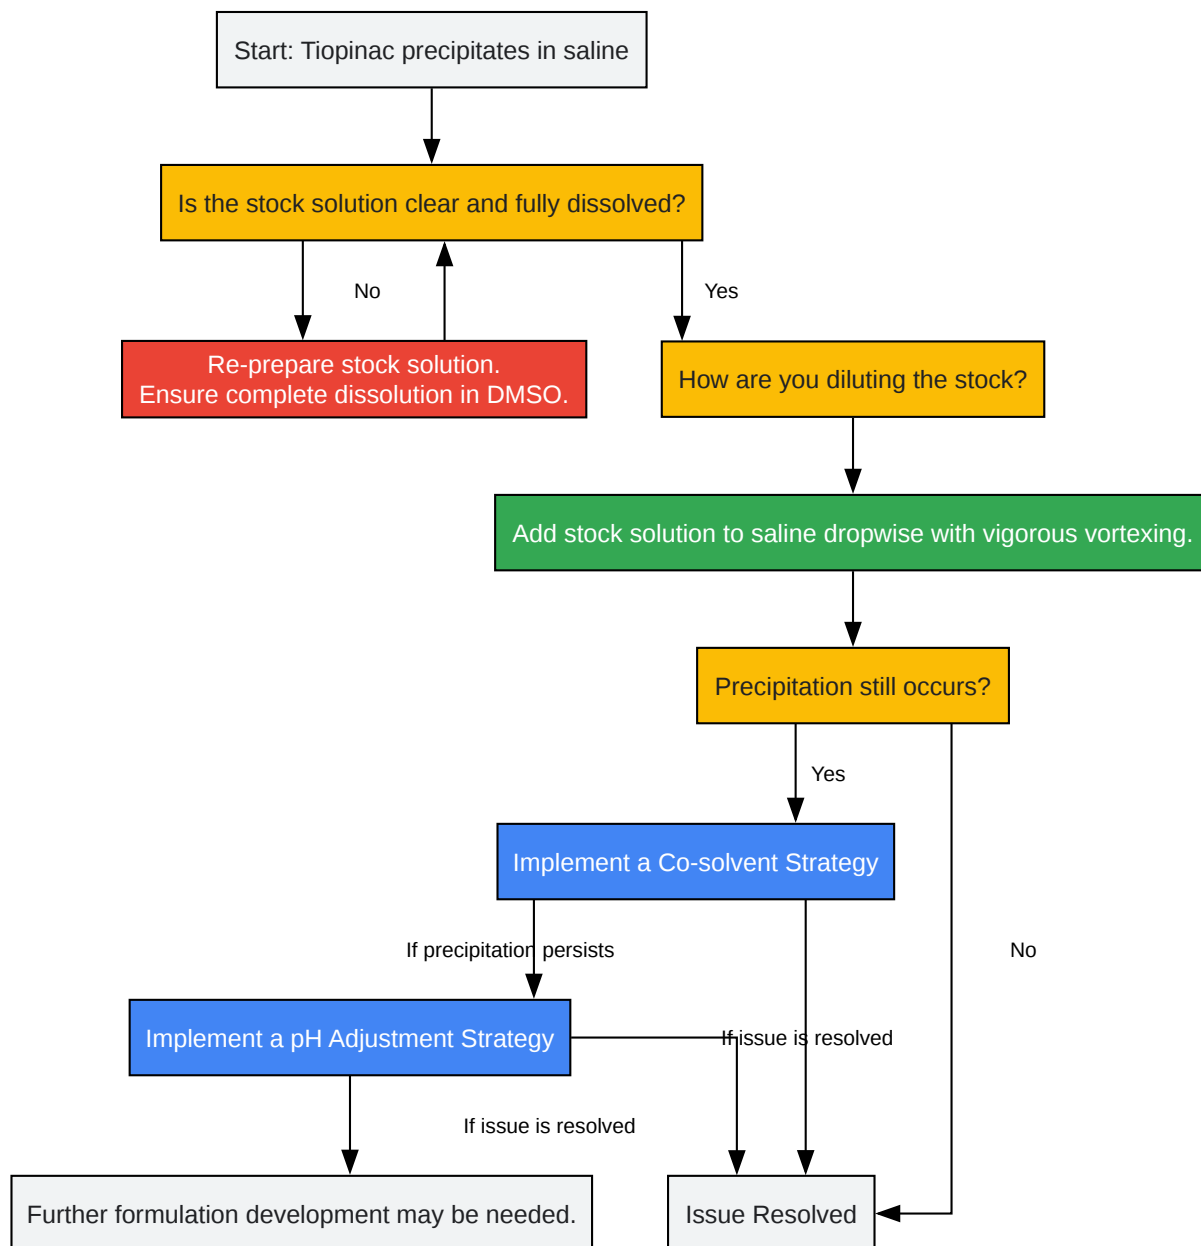 Start: Tiopinac precipitates in saline
Is the stock solution clear and fully dissolved?
No
Yes
Re-prepare stock solution.
Ensure complete dissolution in DMSO.
How are you diluting the stock?
Add stock solution to saline dropwise with vigorous vortexing.
Precipitation still occurs?
Yes
Implement a Co-solvent Strategy
If precipitation persists
No
Implement a pH Adjustment Strategy
If issue is resolved
If issue is resolved
Further formulation development may be needed.
Issue Resolved